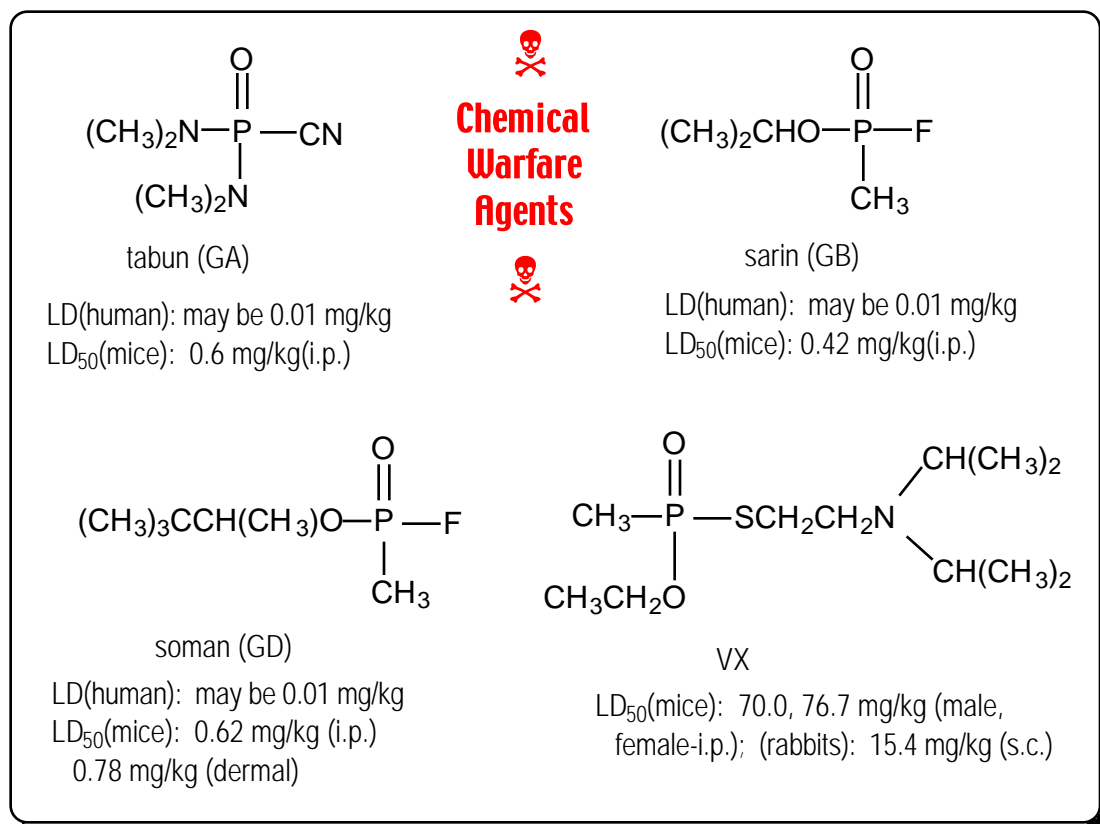 O
(CH3)2N P CN
(CH3)2N
tabun (GA)
LD(human): may be 0.01 mg/kg
LD50(mice): 0.6 mg/kg(i.p.)
Chemical
Warfare
Agents
O
(CH3)2CHO P F
CH3
sarin (GB)
LD(human): may be 0.01 mg/kg
LD50(mice): 0.42 mg/kg(i.p.)
O
(CH3)3CCH(CH3)O P F
CH3
soman (GD)
LD(human): may be 0.01 mg/kg
LD50(mice): 0.62 mg/kg (i.p.)
0.78 mg/kg (dermal)
O
CH(CH3)2
CH3 P SCH2CH2N
CH(CH3)2
CH3CH2O
VX
LD50(mice): 70.0, 76.7 mg/kg (male,
female-i.p.); (rabbits): 15.4 mg/kg (s.c.)